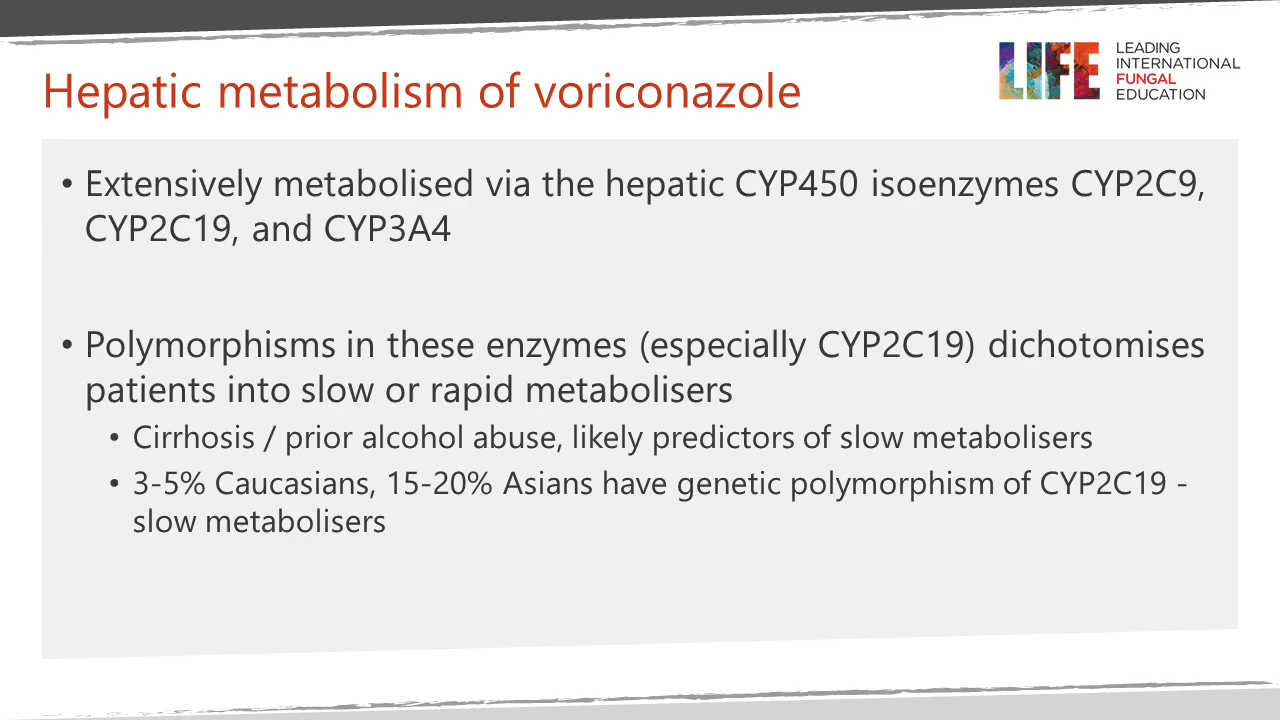 Hepatic metabolism of voriconazole
LIFE
LEADING
INTERNATIONAL
FUNGAL
EDUCATION
• Extensively metabolised via the hepatic CYP450 isoenzymes CYP2C9,
CYP2C19, and CYP3A4
• Polymorphisms in these enzymes (especially CYP2C19) dichotomises
patients into slow or rapid metabolisers
• Cirrhosis / prior alcohol abuse, likely predictors of slow metabolisers
• 3-5% Caucasians, 15-20% Asians have genetic polymorphism of CYP2C19 -
slow metabolisers